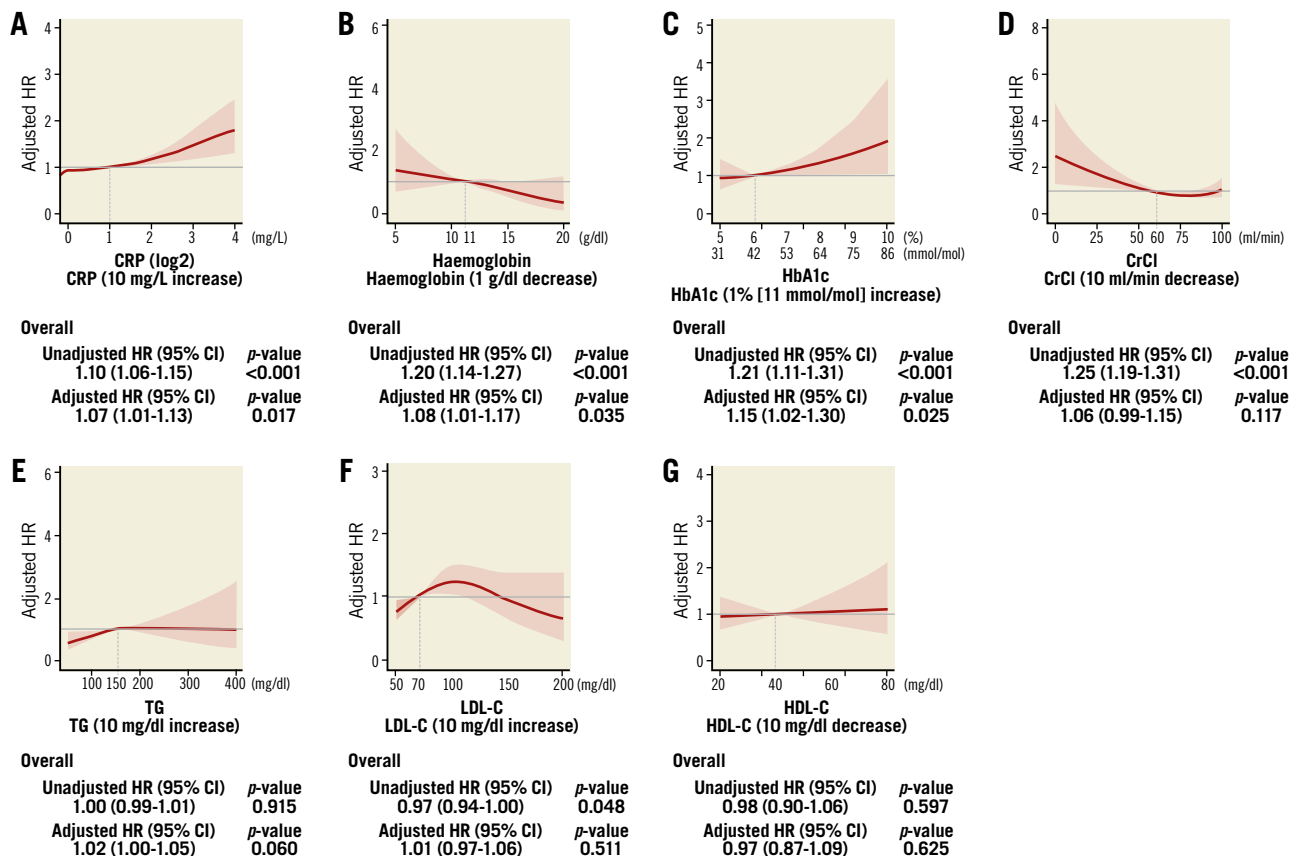 A
B
C
D
Adjusted HR
4
3
2
1
0
0
1
2
3
4
(mg/L)
CRP (log2)
CRP (10 mg/L increase)
Adjusted HR
6
4
2
0
5
10
11
15
20
(g/dl)
Haemoglobin
Haemoglobin (1 g/dl decrease)
Adjusted HR
5
4
3
2
1
0
5
6
7
8
9
10
(%)
31
42
53
64
75
86
(mmol/mol)
HbA1c
HbA1c (1% [11 mmol/mol] increase)
Adjusted HR
8
6
4
2
0
0
25
50
60
75
100
(ml/min)
CrCl
CrCl (10 ml/min decrease)
Overall
Unadjusted HR (95% CI) p-value
1.10 (1.06-1.15) <0.001
Adjusted HR (95% CI) p-value
1.07 (1.01-1.13) 0.017
Overall
Unadjusted HR (95% CI) p-value
1.20 (1.14-1.27) <0.001
Adjusted HR (95% CI) p-value
1.08 (1.01-1.17) 0.035
Overall
Unadjusted HR (95% CI) p-value
1.21 (1.11-1.31) <0.001
Adjusted HR (95% CI) p-value
1.15 (1.02-1.30) 0.025
Overall
Unadjusted HR (95% CI) p-value
1.25 (1.19-1.31) <0.001
Adjusted HR (95% CI) p-value
1.06 (0.99-1.15) 0.117
E
F
G
Adjusted HR
6
4
2
1
0
100
150
200
300
400
(mg/dl)
TG
TG (10 mg/dl increase)
Adjusted HR
3
2
1
0
50
70
100
150
200
(mg/dl)
LDL-C
LDL-C (10 mg/dl increase)
Adjusted HR
4
3
2
1
0
20
40
60
80
(mg/dl)
HDL-C
HDL-C (10 mg/dl decrease)
Overall
Unadjusted HR (95% CI) p-value
1.00 (0.99-1.01) 0.915
Adjusted HR (95% CI) p-value
1.02 (1.00-1.05) 0.060
Overall
Unadjusted HR (95% CI) p-value
0.97 (0.94-1.00) 0.048
Adjusted HR (95% CI) p-value
1.01 (0.97-1.06) 0.511
Overall
Unadjusted HR (95% CI) p-value
0.98 (0.90-1.06) 0.597
Adjusted HR (95% CI) p-value
0.97 (0.87-1.09) 0.625